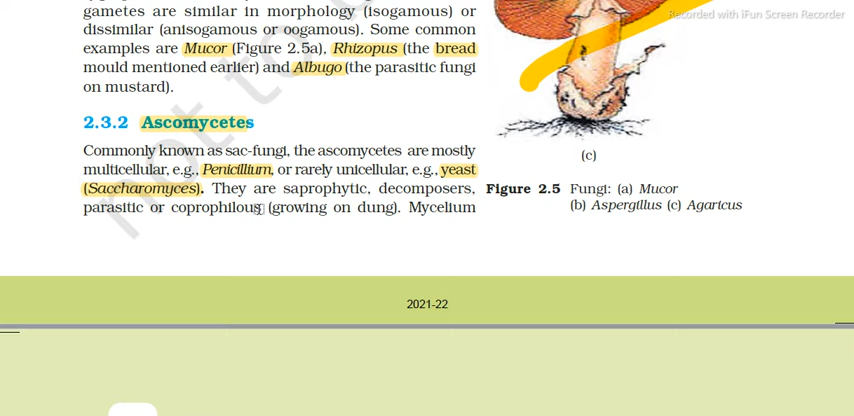 gametes are similar in morphology (isogamous) or
dissimilar (anisogamous or oogamous). Some common
examples are Mucor (Figure 2.5a), Rhizopus (the bread
mould mentioned earlier) and Albugo (the parasitic fungi
on mustard).
2.3.2 Ascomycetes
Commonly known as sac-fungi, the ascomycetes are mostly
multicellular, e.g., Penicillium, or rarely unicellular, e.g., yeast
(Saccharomyces). They are saprophytic, decomposers,
parasitic or coprophilous (growing on dung). Mycelium
Recorded with iFun Screen Recorder
(c)
Figure 2.5 Fungi: (a) Mucor
(b) Aspergillus (c) Agaricus
not to
2021-22